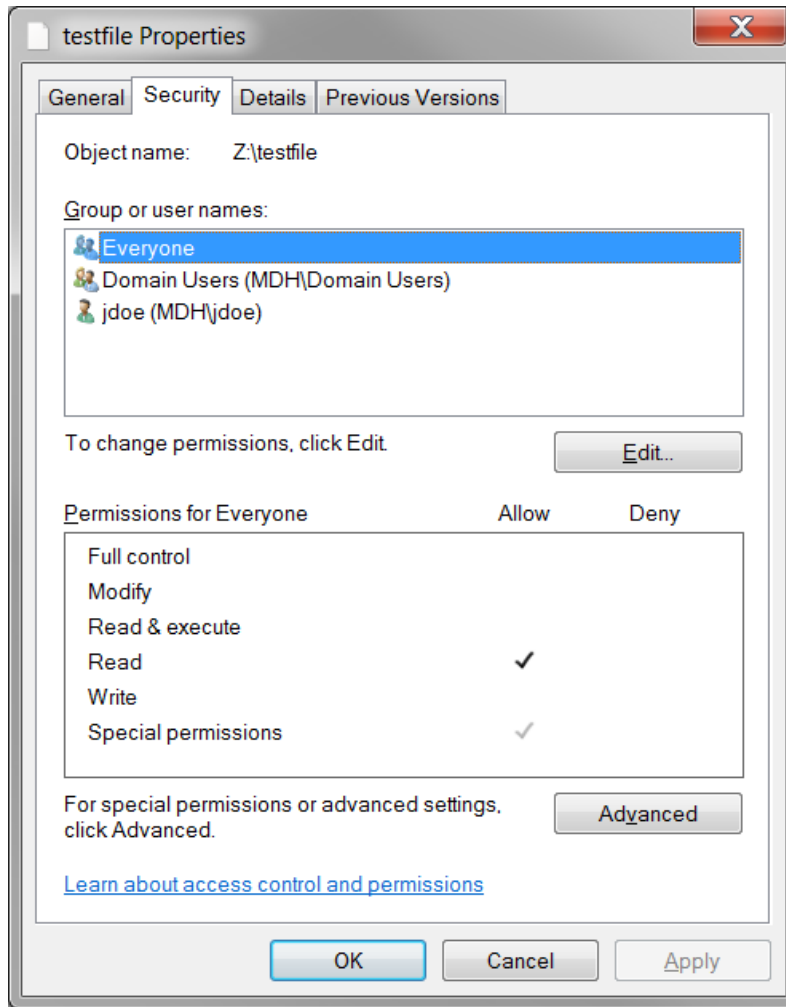 testfile Properties
General Security Details Previous Versions
Object name: Z:\testfile
Group or user names:
Everyone
Domain Users (MDH\Domain Users)
jdoe (MDH\jdoe)
To change permissions, click Edit.
Edit...
Permissions for Everyone Allow Deny
Full control
Modify
Read & execute
Read
Write
Special permissions
For special permissions or advanced settings,
click Advanced.
Advanced
Learn about access control and permissions
OK Cancel Apply